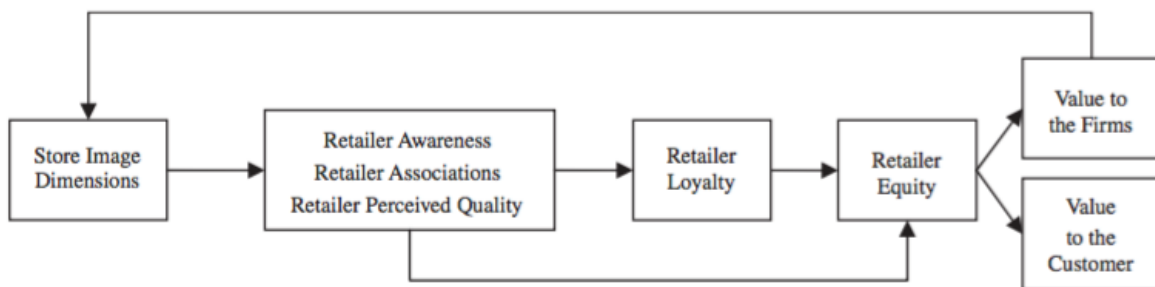 Store Image
Dimensions
Retailer Awareness
Retailer Associations
Retailer Perceived Quality
Retailer
Loyalty
Retailer
Equity
Value to
the Firms
Value
to the
Customer